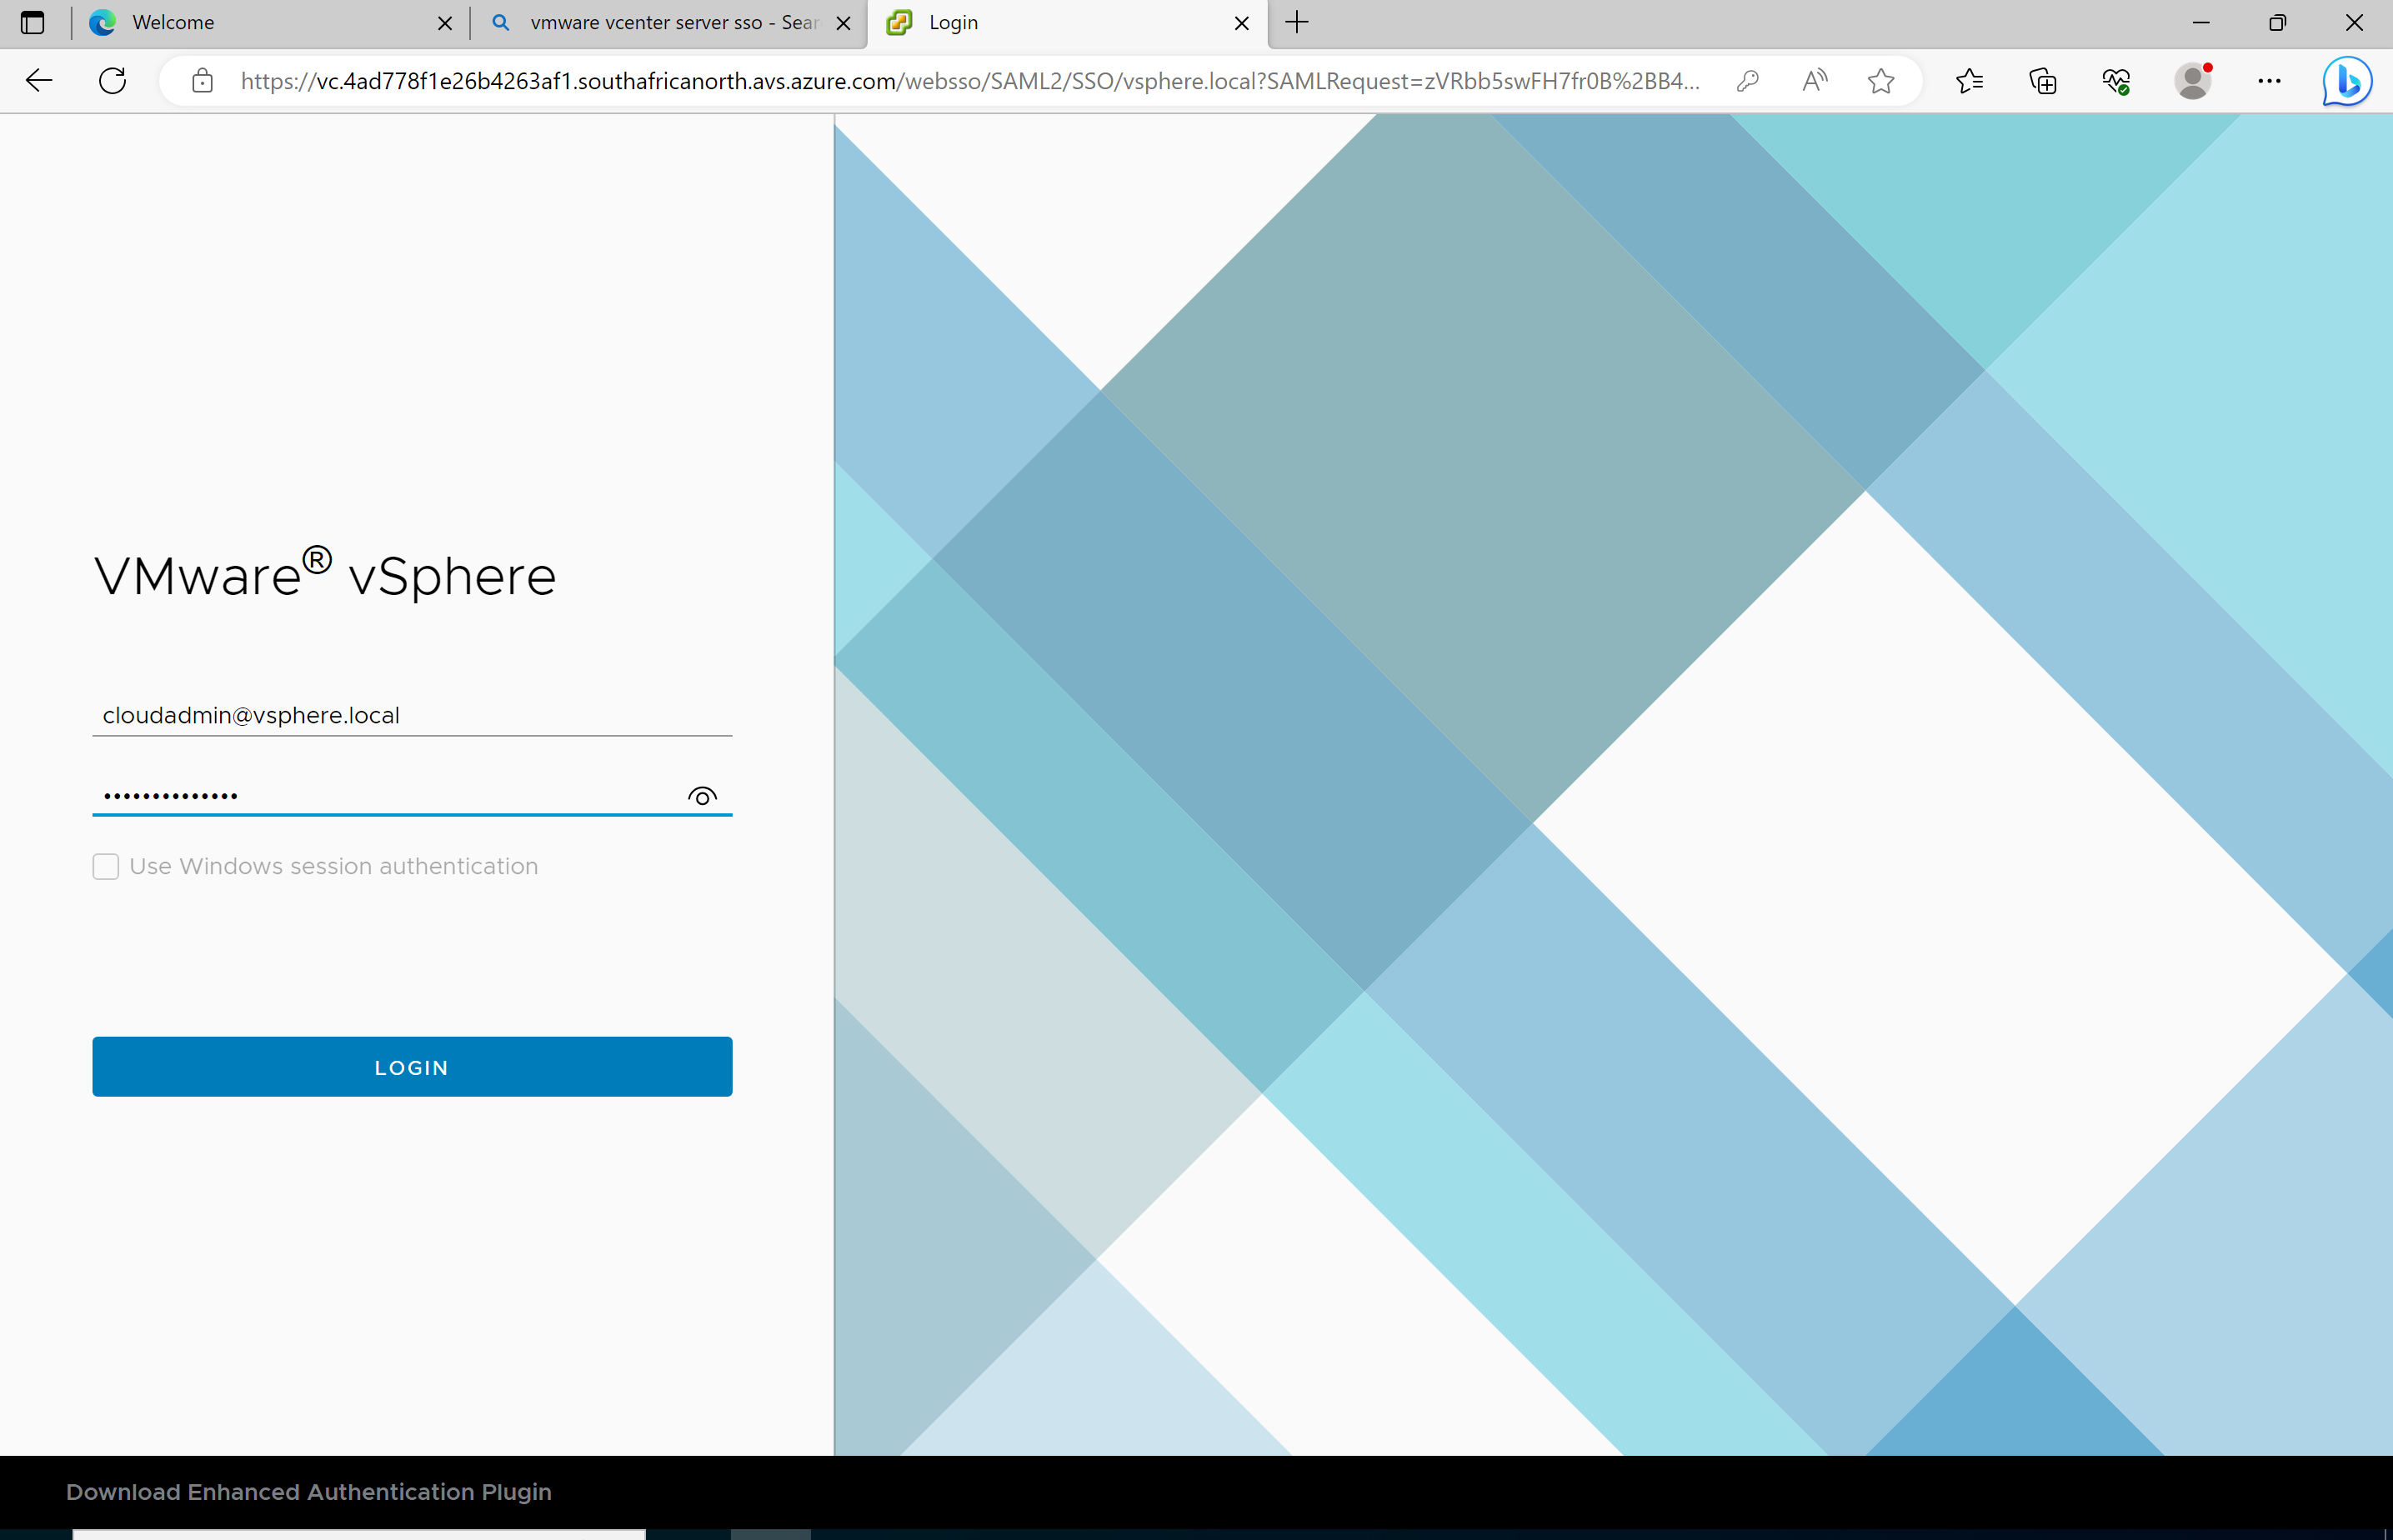 Welcome
vmware vcenter server sso - Sear
Login
https://vc.4ad778f1e26b4263af1.southafricanorth.avs.azure.com/websso/SAML2/SSO/vsphere.local?SAMLRequest=zVRbb5swFH7fr0B%2BB4...
VMware® vSphere
cloudadmin@vsphere.local
••••••••••••••
Use Windows session authentication
LOGIN
Download Enhanced Authentication Plugin